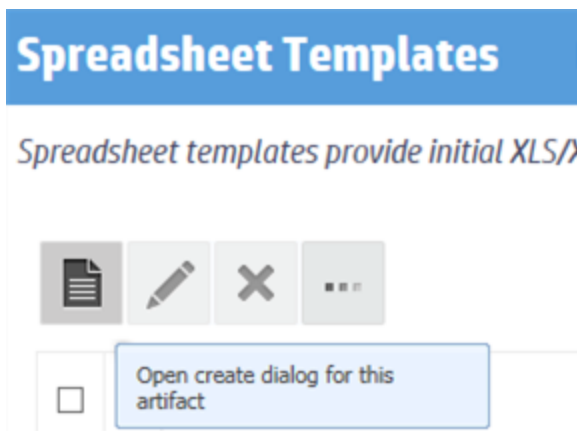 Spreadsheet Templates
Spreadsheet templates provide initial XLS/
Open create dialog for this
artifact